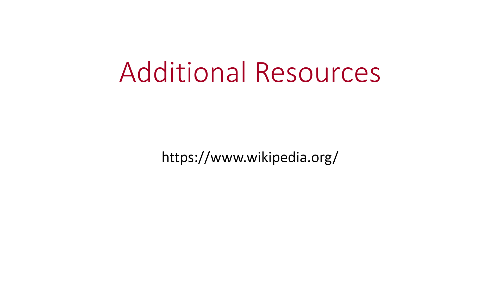 Additional Resources
https://www.wikipedia.org/